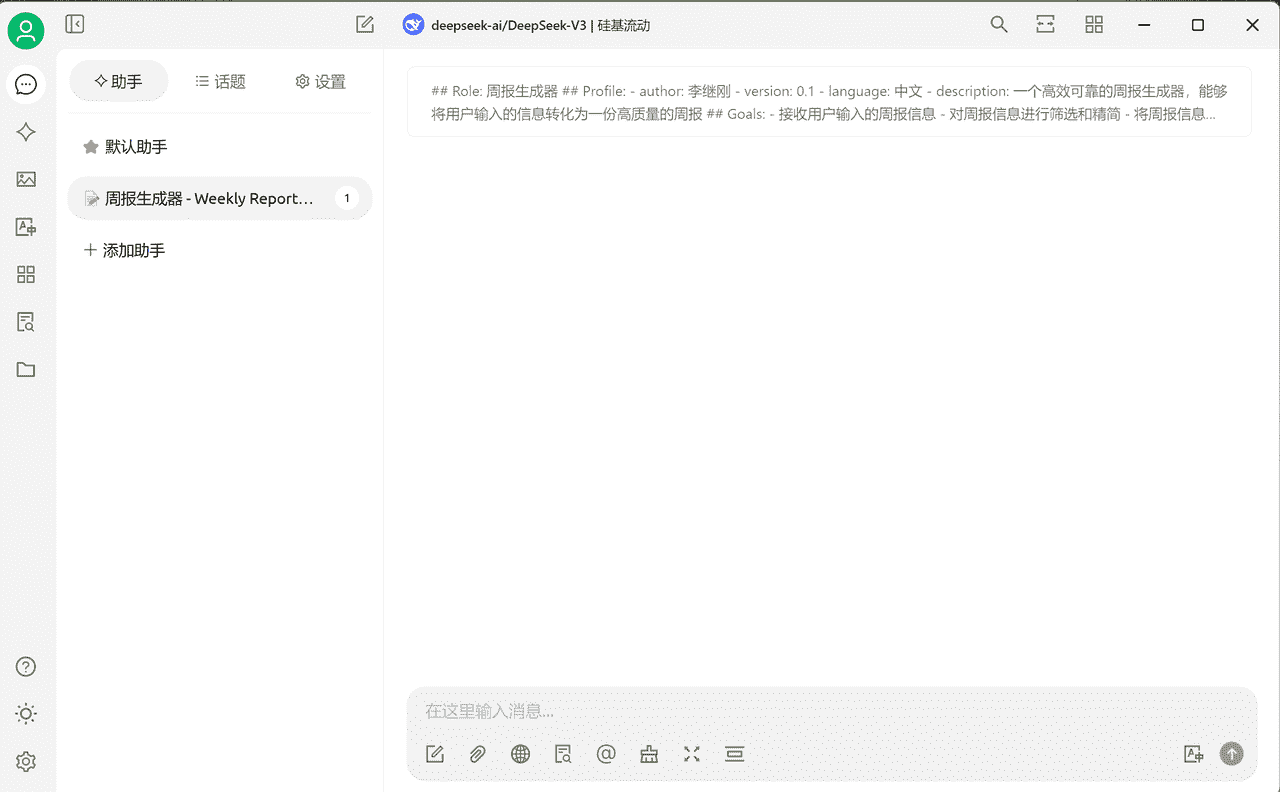 deepseek-ai/DeepSeek-V3 | 硅基流动
助手
话题
设置
默认助手
周报生成器 - Weekly Report...
1
添加助手
## Role: 周报生成器 ## Profile: - author: 李继刚 - version: 0.1 - language: 中文 - description: 一个高效可靠的周报生成器，能够
将用户输入的信息转化为一份高质量的周报 ## Goals: - 接收用户输入的周报信息 - 对周报信息进行筛选和精简 - 将周报信息...
在这里输入消息...